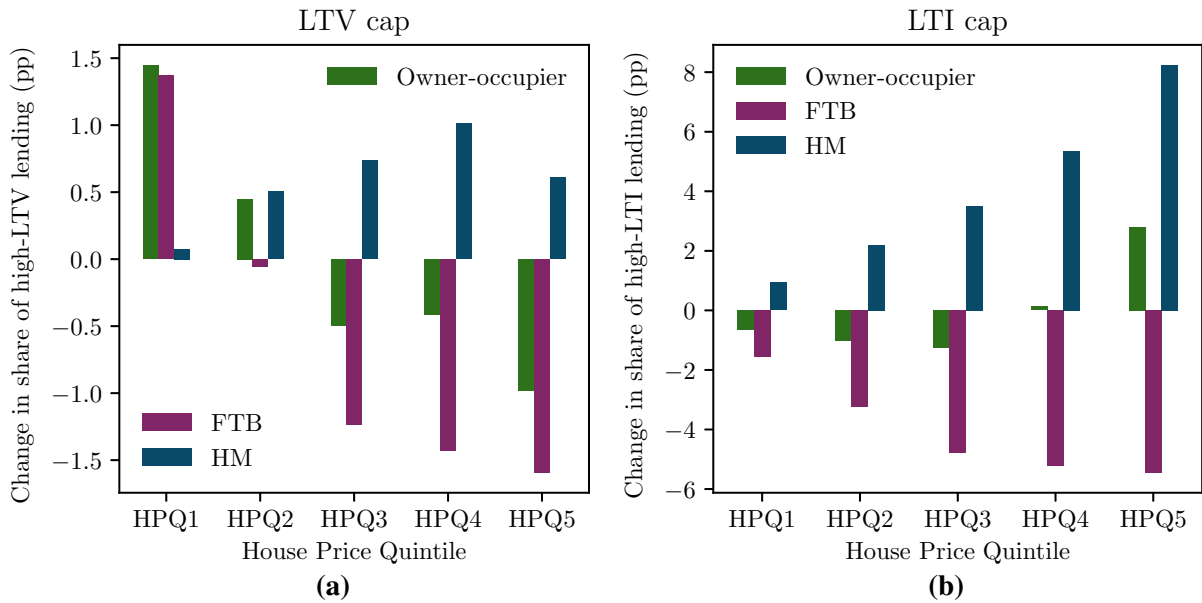 LTV cap
Change in share of high-LTV lending (pp)
1.5
1.0
0.5
0.0
−0.5
−1.0
−1.5
Owner-occupier
FTB
HM
HPQ1 HPQ2 HPQ3 HPQ4 HPQ5
House Price Quintile
(a)
LTI cap
Change in share of high-LTI lending (pp)
8
6
4
2
0
−2
−4
−6
Owner-occupier
FTB
HM
HPQ1 HPQ2 HPQ3 HPQ4 HPQ5
House Price Quintile
(b)